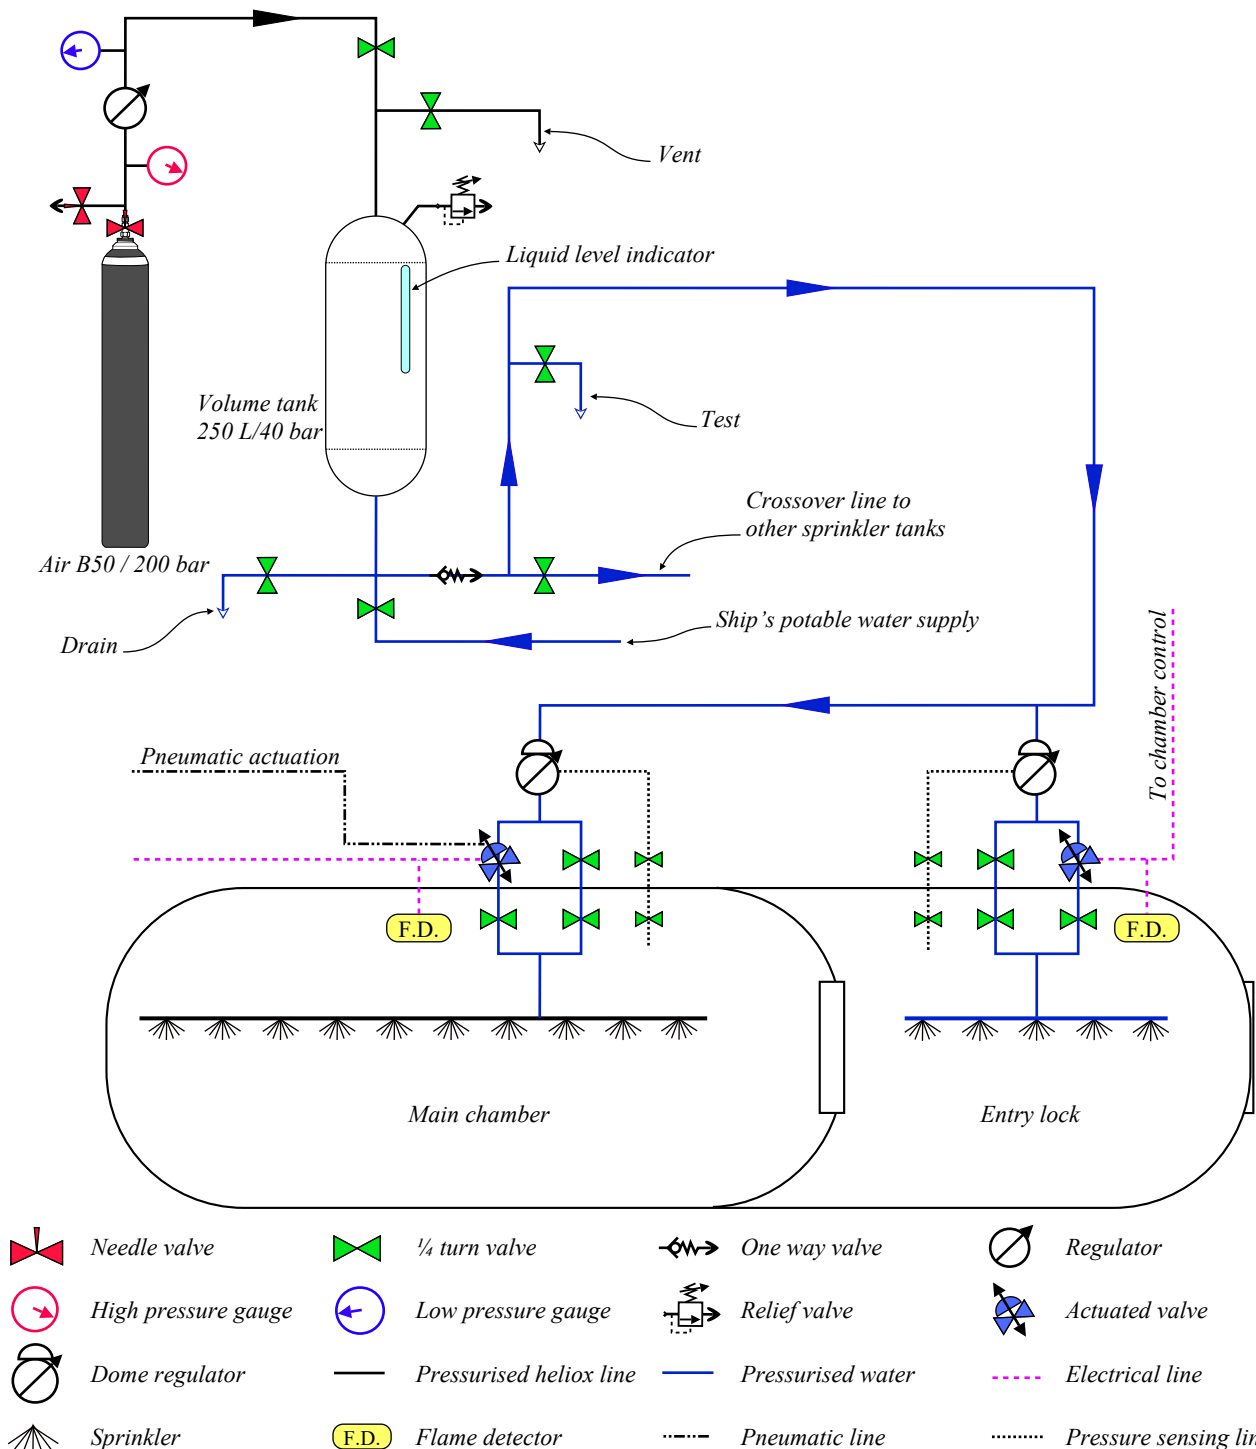 Vent
Liquid level indicator
Volume tank
250 L/40 bar
Test
Crossover line to
other sprinkler tanks
Air B50 / 200 bar
Ship's potable water supply
Drain
To chamber control
Pneumatic actuation
F.D.
F.D.
Main chamber
Entry lock
Needle valve
¼ turn valve
One way valve
Regulator
High pressure gauge
Low pressure gauge
Relief valve
Actuated valve
Dome regulator
Pressurised heliox line
Pressurised water
Electrical line
Sprinkler
F.D.
Flame detector
Pneumatic line
Pressure sensing